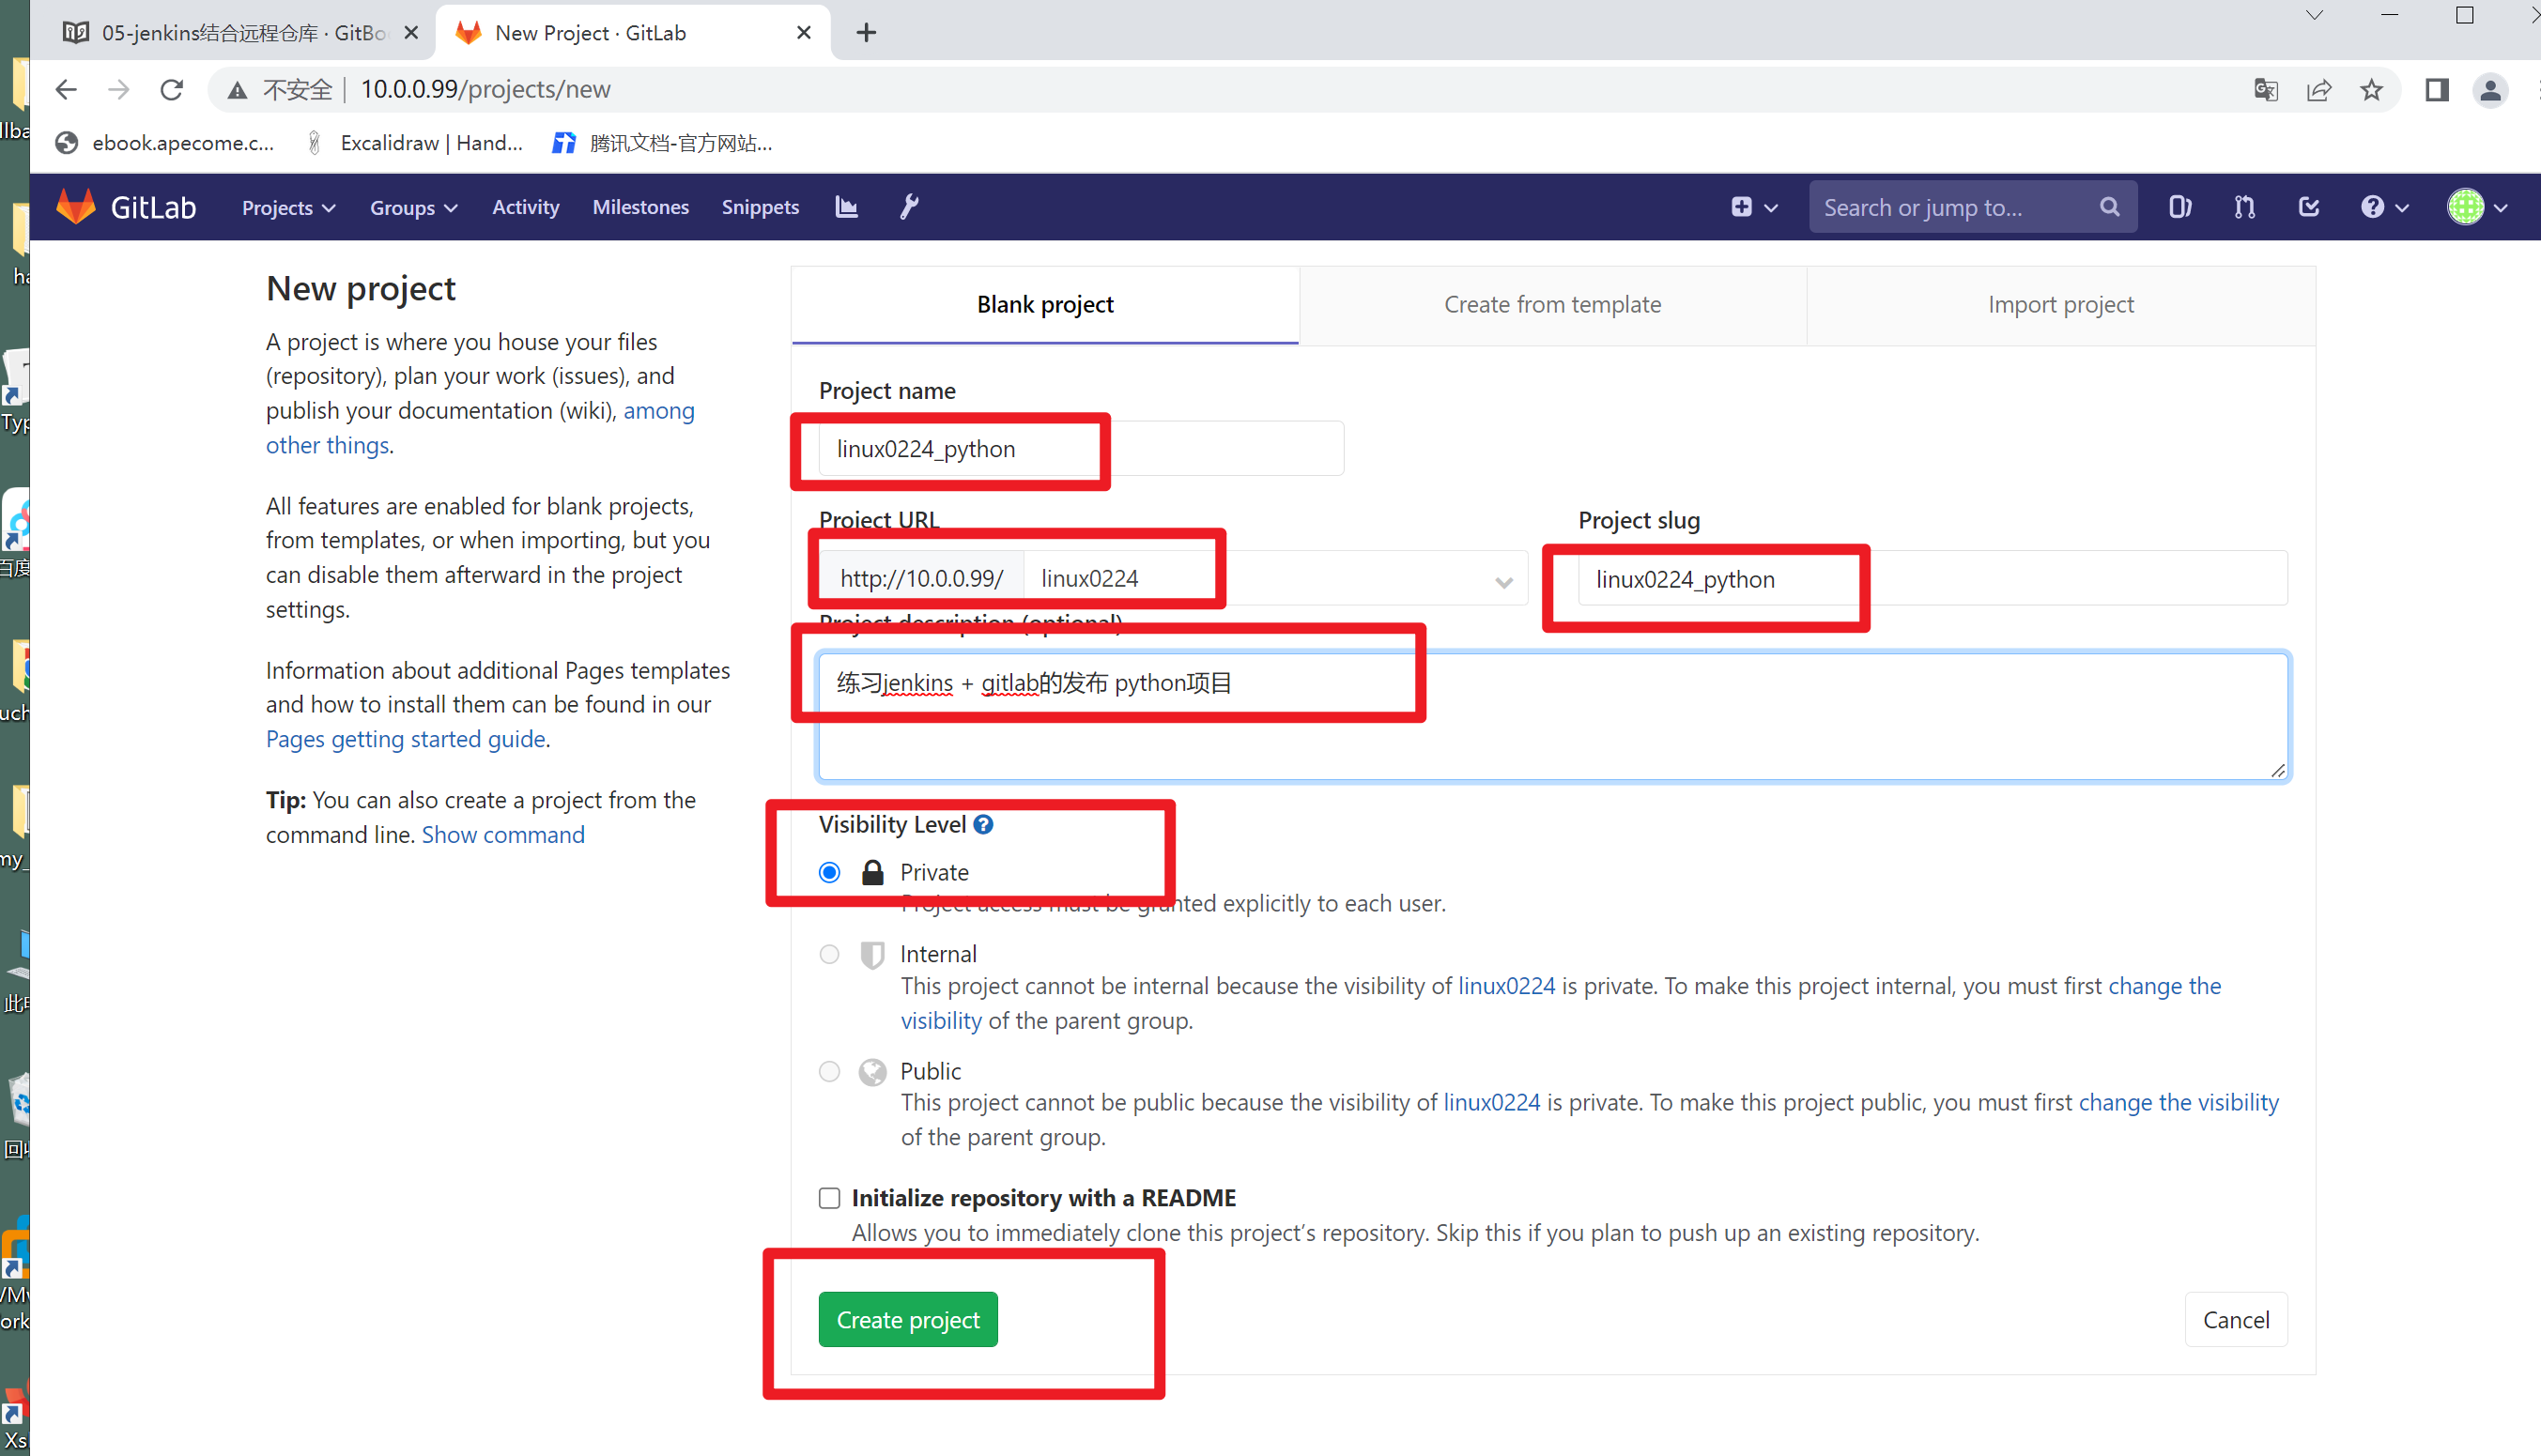 05-jenkins结合远程仓库 · GitBo
New Project · GitLab
不安全 | 10.0.0.99/projects/new
ebook.apecome.c...
Excalidraw | Hand...
腾讯文档-官方网站...
GitLab
Projects
Groups
Activity
Milestones
Snippets
Search or jump to...
New project
A project is where you house your files
(repository), plan your work (issues), and
publish your documentation (wiki), among
other things.
All features are enabled for blank projects,
from templates, or when importing, but you
can disable them afterward in the project
settings.
Information about additional Pages templates
and how to install them can be found in our
Pages getting started guide.
Tip: You can also create a project from the
command line. Show command
Blank project
Create from template
Import project
Project name
linux0224_python
Project URL
http://10.0.0.99/
linux0224
Project slug
linux0224_python
Project description (optional)
练习jenkins + gitlab的发布 python项目
Visibility Level
Private
Project access must be granted explicitly to each user.
Internal
This project cannot be internal because the visibility of linux0224 is private. To make this project internal, you must first change the
visibility of the parent group.
Public
This project cannot be public because the visibility of linux0224 is private. To make this project public, you must first change the visibility
of the parent group.
Initialize repository with a README
Allows you to immediately clone this project’s repository. Skip this if you plan to push up an existing repository.
Create project
Cancel